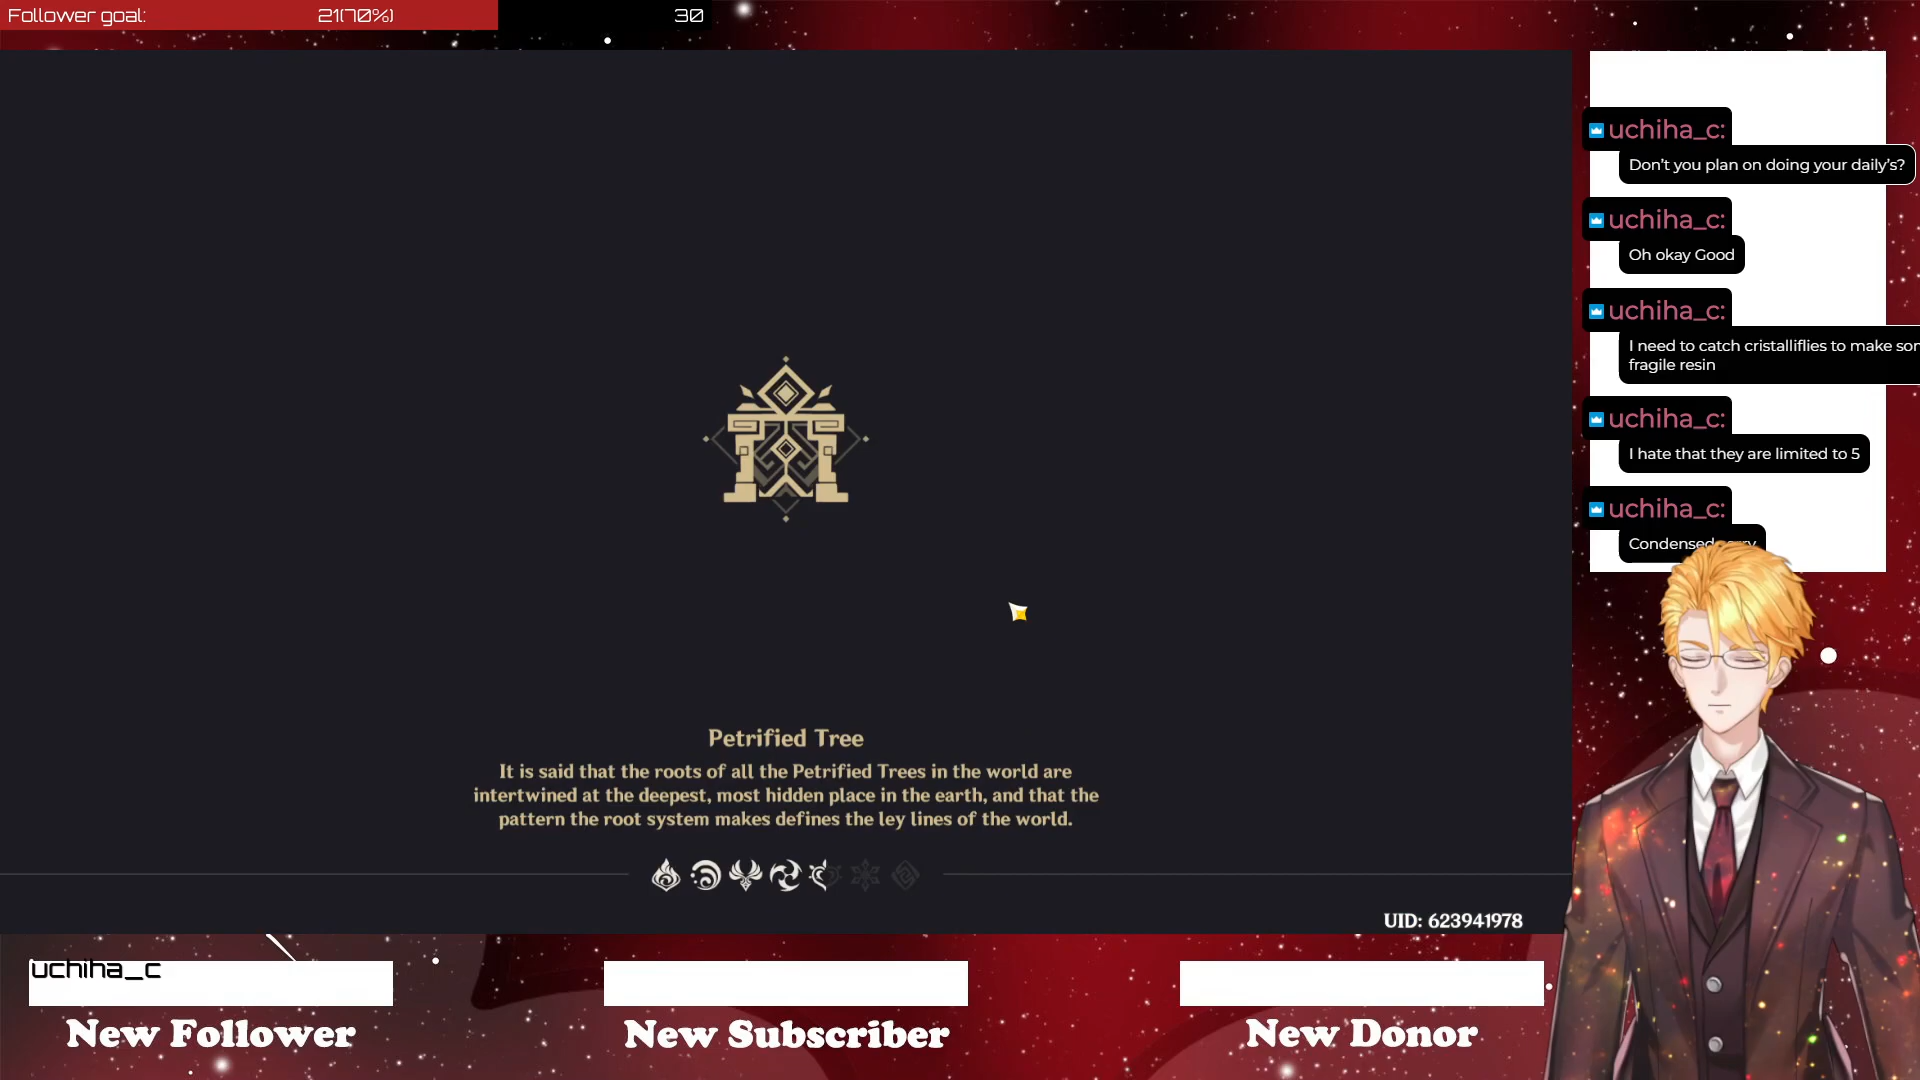 Follower goal: 21(70%) 30
uchiha_c:
Don't you plan on doing your daily's?
uchiha_c:
Oh okay Good
uchiha_c:
I need to catch cristalliflies to make
fragile resin
uchiha_c:
I hate that they are limited to 5
uchiha_c:
Condensed
Petrified Tree
It is said that the roots of all the Petrified Trees in the world are
intertwined at the deepest, most hidden place in the earth, and that the
pattern the root system makes defines the ley lines of the world.
UID: 623941978
uchiha_c
New Follower
New Subscriber
New Donor